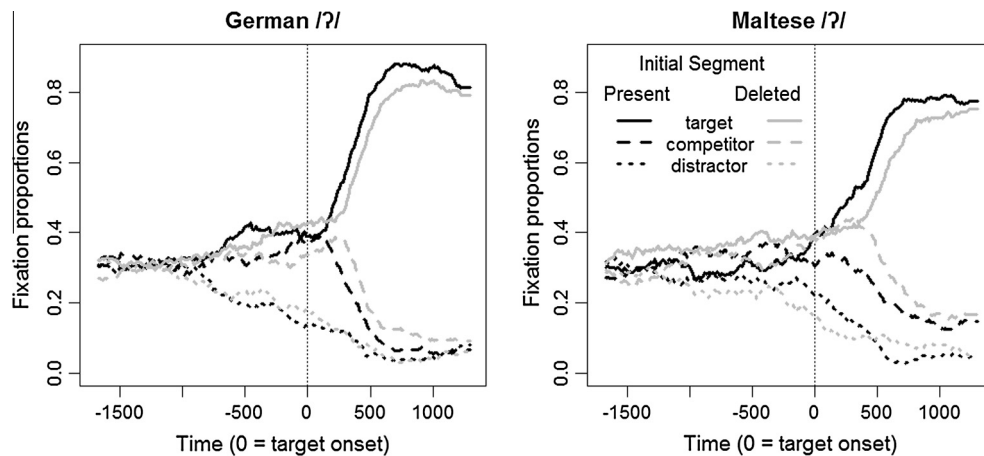 German /ʔ/
Fixation proportions
0.8
0.6
0.4
0.2
0.0
-1500
-500
0
500
1000
Time (0 = target onset)
Maltese /ʔ/
Initial Segment
Present Deleted
target
competitor
distractor
Fixation proportions
0.8
0.6
0.4
0.2
0.0
-1500
-500
0
500
1000
Time (0 = target onset)